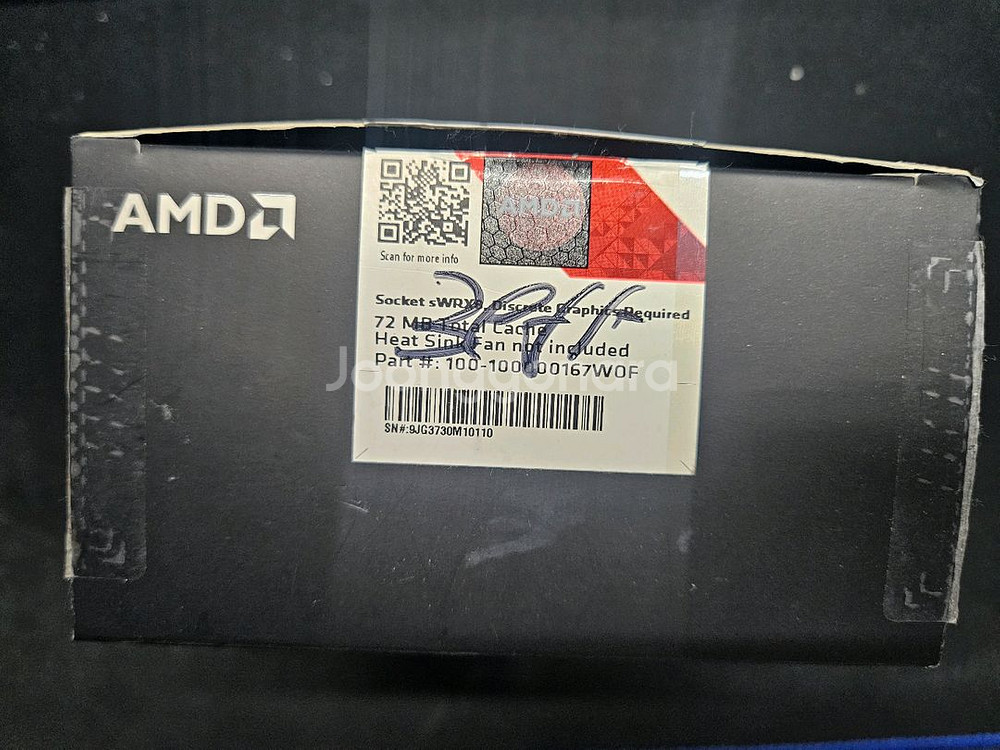 AMD
AMD
Scan for more info
Socket sWRX8, Discrete Graphics Required
72 MB Total Cache
Heat Sink Fan not included
Part #: 100-100000167WOF
Joonggonara
SN#:9JG3730M10110